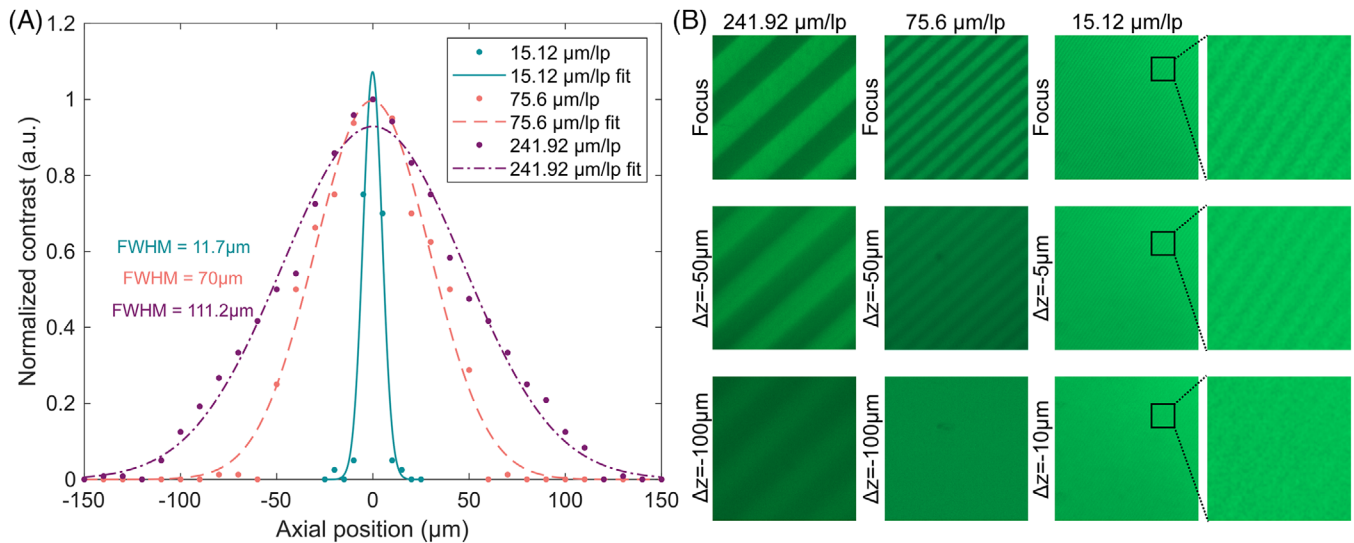 (A)
1.2
1
0.8
0.6
0.4
0.2
0
Normalized contrast (a.u.)
15.12 µm/lp
15.12 µm/lp fit
75.6 µm/lp
75.6 µm/lp fit
241.92 µm/lp
241.92 µm/lp fit
FWHM = 11.7µm
FWHM = 70µm
FWHM = 111.2µm
-150
-100
-50
0
50
100
150
Axial position (µm)
(B)
241.92 µm/lp
75.6 µm/lp
15.12 µm/lp
Focus
Focus
Focus
Δz=-50µm
Δz=-50µm
Δz=-5µm
Δz=-100µm
Δz=-100µm
Δz=-10µm